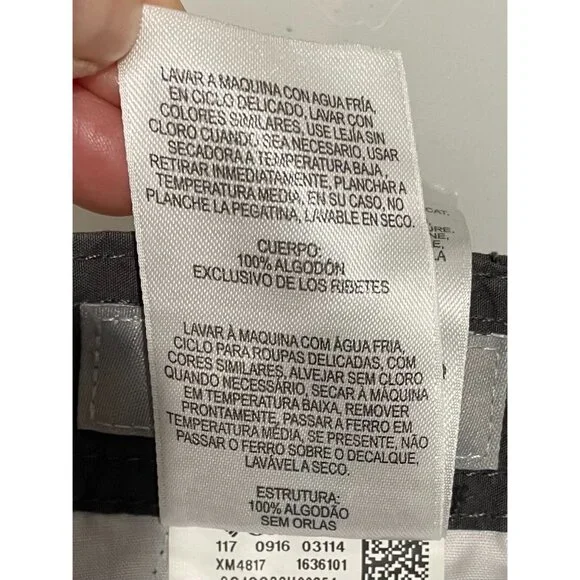 LAVAR A MAQUINA CON AGUA FRÍA,
EN CICLO DELICADO, LAVAR CON
COLORES SIMILARES, USE LEJÍA SIN
CLORO CUANDO SEA NECESARIO, USAR
SECADORA A TEMPERATURA BAJA,
RETIRAR INMEDIATAMENTE, PLANCHAR A
TEMPERATURA MEDIA, EN SU CASO, NO
PLANCHE LA PEGATINA, LAVABLE EN SECO.
CUERPO:
100% ALGODÓN
EXCLUSIVO DE LOS RIBETES
LAVAR À MAQUINA COM ÀGUA FRIA,
CICLO PARA ROUPAS DELICADAS, COM
CORES SIMILARES, ALVEJAR SEM CLORO
QUANDO NECESSÁRIO, SECAR À MÁQUINA
EM TEMPERATURA BAIXA. REMOVER
PRONTAMENTE, PASSAR A FERRO EM
TEMPERATURA MÉDIA, SE PRESENTE, NÃO
PASSAR O FERRO SOBRE O DECALQUE,
LAVÁVEL A SECO.
ESTRUTURA:
100% ALGODÃO
SEM ORLAS
117 0916 03114
XM4817 1636101